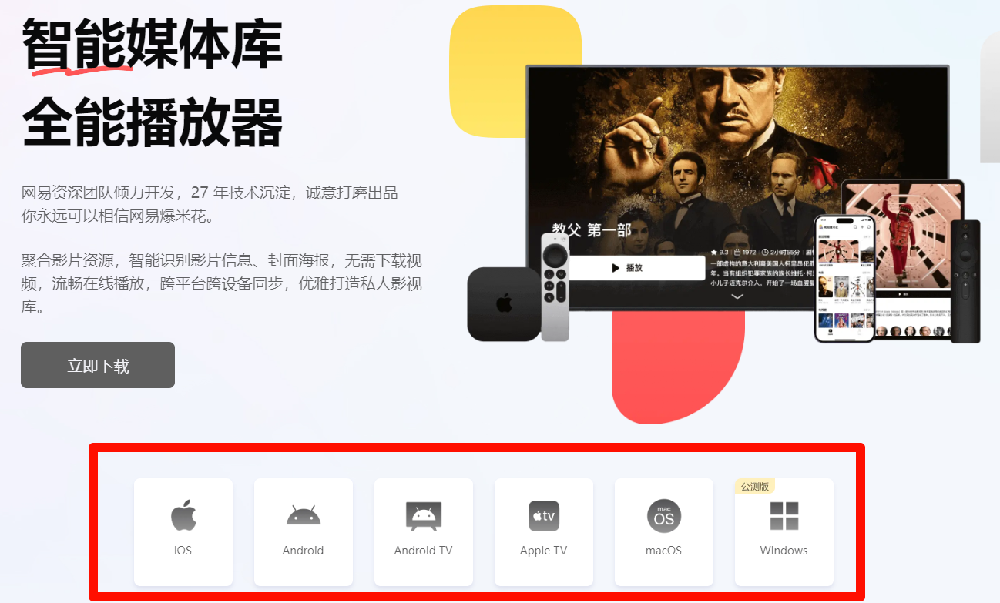 智能媒体库
全能播放器
网易资深团队倾力开发，27 年技术沉淀，诚意打磨出品——
你永远可以相信网易爆米花。
聚合影片资源，智能识别影片信息、封面海报，无需下载视
频，流畅在线播放，跨平台跨设备同步，优雅打造私人影视
库。
立即下载
教父 第一部
播放
9.3 1972 2小时55分
一部虚构的意大利裔美国人柯里昂犯罪
年。当有组织犯罪家族的族长维托·柯
小儿子迈克尔介入，开始了一场血腥复
iOS
Android
Android TV
tv
Apple TV
mac
OS
macOS
公测版
Windows